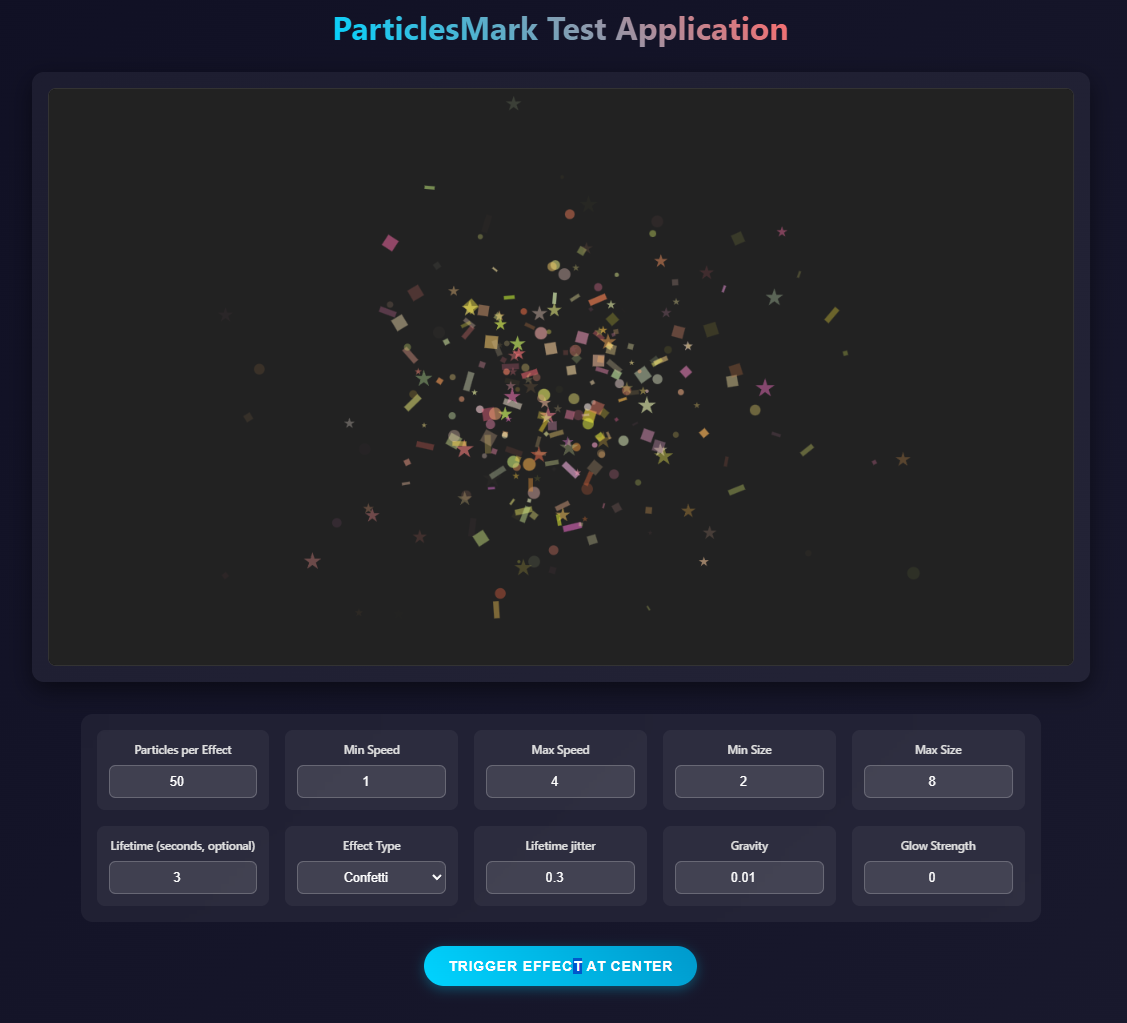 ParticlesMark Test Application
Particles per Effect
50
Min Speed
1
Max Speed
4
Min Size
2
Max Size
8
Lifetime (seconds, optional)
3
Effect Type
Confetti
Lifetime jitter
0.3
Gravity
0.01
Glow Strength
0
TRIGGER EFFECT AT CENTER